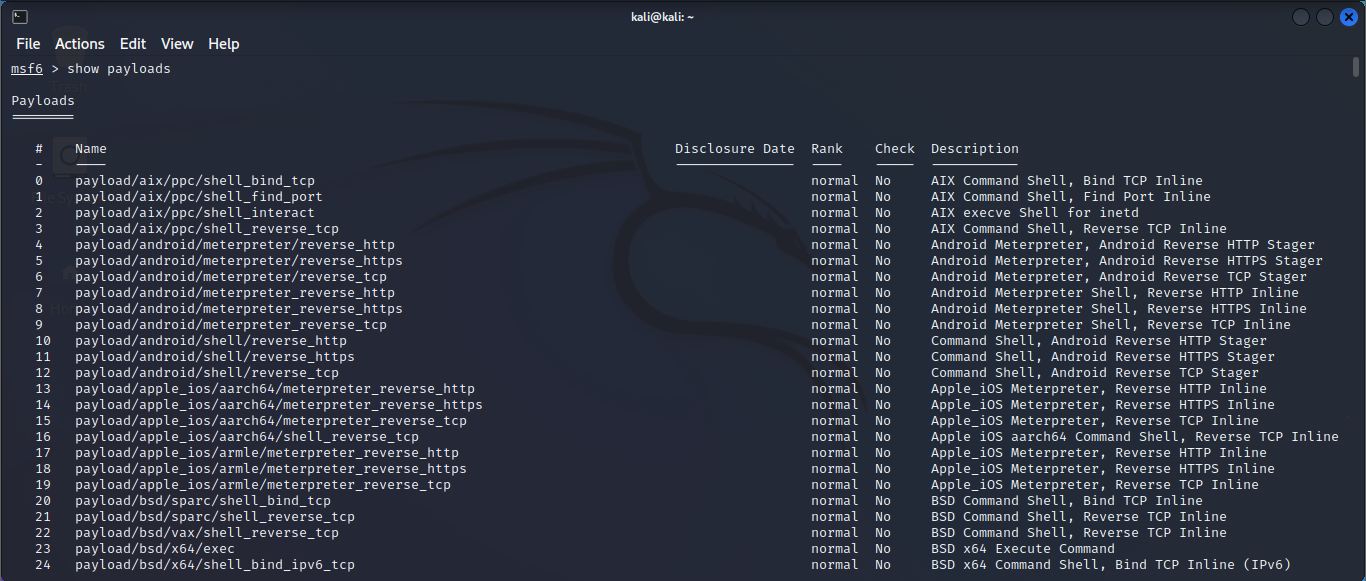 kali@kali: ~
File Actions Edit View Help
msf6 > show payloads
Payloads
# Name Disclosure Date Rank Check Description
0 payload/aix/ppc/shell_bind_tcp normal No AIX Command Shell, Bind TCP Inline
1 payload/aix/ppc/shell_find_port normal No AIX Command Shell, Find Port Inline
2 payload/aix/ppc/shell_interact normal No AIX execve Shell for inetd
3 payload/aix/ppc/shell_reverse_tcp normal No AIX Command Shell, Reverse TCP Inline
4 payload/android/meterpreter/reverse_http normal No Android Meterpreter, Android Reverse HTTP Stager
5 payload/android/meterpreter/reverse_https normal No Android Meterpreter, Android Reverse HTTPS Stager
6 payload/android/meterpreter/reverse_tcp normal No Android Meterpreter, Android Reverse TCP Stager
7 payload/android/meterpreter_reverse_http normal No Android Meterpreter Shell, Reverse HTTP Inline
8 payload/android/meterpreter_reverse_https normal No Android Meterpreter Shell, Reverse HTTPS Inline
9 payload/android/meterpreter_reverse_tcp normal No Android Meterpreter Shell, Reverse TCP Inline
10 payload/android/shell/reverse_http normal No Command Shell, Android Reverse HTTP Stager
11 payload/android/shell/reverse_https normal No Command Shell, Android Reverse HTTPS Stager
12 payload/android/shell/reverse_tcp normal No Command Shell, Android Reverse TCP Stager
13 payload/apple_ios/aarch64/meterpreter_reverse_http normal No Apple_iOS Meterpreter, Reverse HTTP Inline
14 payload/apple_ios/aarch64/meterpreter_reverse_https normal No Apple_iOS Meterpreter, Reverse HTTPS Inline
15 payload/apple_ios/aarch64/meterpreter_reverse_tcp normal No Apple_iOS Meterpreter, Reverse TCP Inline
16 payload/apple_ios/aarch64/shell_reverse_tcp normal No Apple iOS aarch64 Command Shell, Reverse TCP Inline
17 payload/apple_ios/armle/meterpreter_reverse_http normal No Apple_iOS Meterpreter, Reverse HTTP Inline
18 payload/apple_ios/armle/meterpreter_reverse_https normal No Apple_iOS Meterpreter, Reverse HTTPS Inline
19 payload/apple_ios/armle/meterpreter_reverse_tcp normal No Apple_iOS Meterpreter, Reverse TCP Inline
20 payload/bsd/sparc/shell_bind_tcp normal No BSD Command Shell, Bind TCP Inline
21 payload/bsd/sparc/shell_reverse_tcp normal No BSD Command Shell, Reverse TCP Inline
22 payload/bsd/vax/shell_reverse_tcp normal No BSD Command Shell, Reverse TCP Inline
23 payload/bsd/x64/exec normal No BSD x64 Execute Command
24 payload/bsd/x64/shell_bind_ipv6_tcp normal No BSD x64 Command Shell, Bind TCP Inline (IPv6)